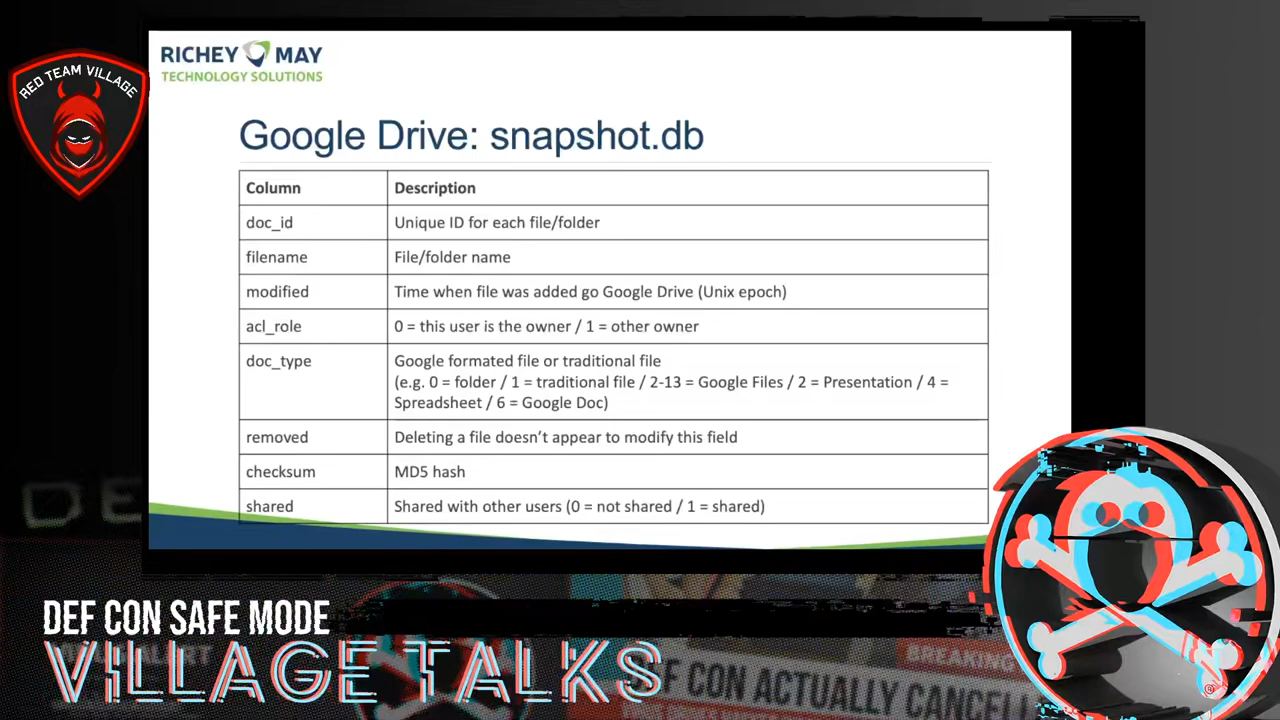 RED TEAM VILLAGE
RICHEY MAY
TECHNOLOGY SOLUTIONS
Google Drive: snapshot.db
Column Description
doc_id Unique ID for each file/folder
filename File/folder name
modified Time when file was added go Google Drive (Unix epoch)
acl_role 0 = this user is the owner / 1 = other owner
doc_type Google formated file or traditional file
(e.g. 0 = folder / 1 = traditional file / 2-13 = Google Files / 2 = Presentation / 4 =
Spreadsheet / 6 = Google Doc)
removed Deleting a file doesn’t appear to modify this field
checksum MD5 hash
shared Shared with other users (0 = not shared / 1 = shared)
DEF CON SAFE MODE
VILLAGE TALKS
BREAKING
DEF CON ACTUALLY CANCELL